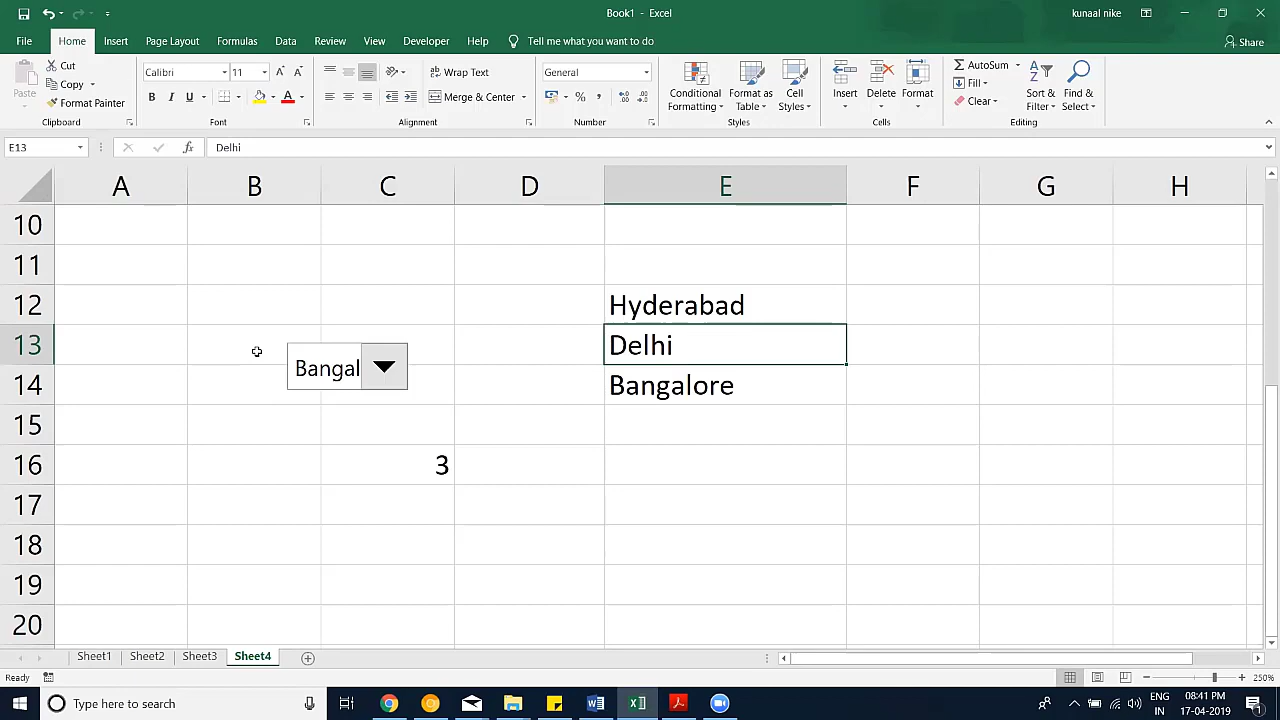 Book1 - Excel
kunaal nike
File Home Insert Page Layout Formulas Data Review View Developer Help Tell me what you want to do Share
Paste
Cut
Copy
Format Painter
Clipboard
Calibri 11
B I U
Font
Wrap Text
Merge & Center
Alignment
General
%
Number
Conditional Formatting
Format as Table
Cell Styles
Styles
Insert Delete Format
Cells
AutoSum
Fill
Clear
Sort & Filter
Find & Select
Editing
E13 fx Delhi
A B C D E F G H
10
11
12 Hyderabad
13 Delhi
Bangal
14 Bangalore
15
16 3
17
18
19
20
Sheet1 Sheet2 Sheet3 Sheet4
Ready 250%
Type here to search
ENG
IN
08:41 PM
17-04-2019
1